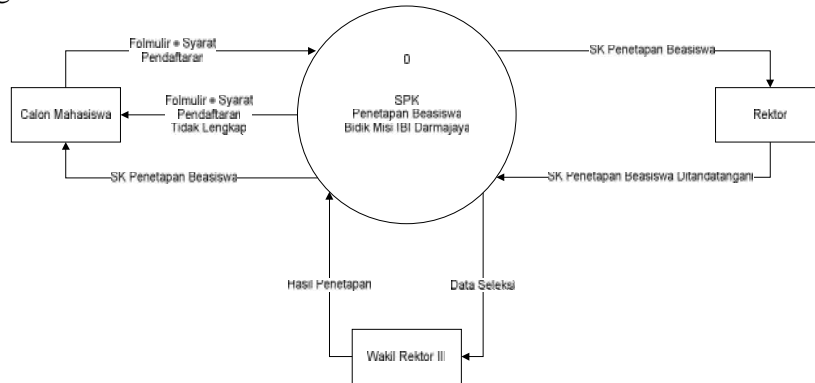 Folmulir + Syarat
Pendaftaran
0
SK Penetapan Beasiswa
Calon Mahasiswa
Folmulir + Syarat
Pendaftaran
Tidak Lengkap
SPK
Penetapan Beasiswa
Bidik Misi IBI Darmajaya
Rektor
SK Penetapan Beasiswa
SK Penetapan Beasiswa Ditandatangani
Hasil Penetapan
Data Seleksi
Wakil Rektor III